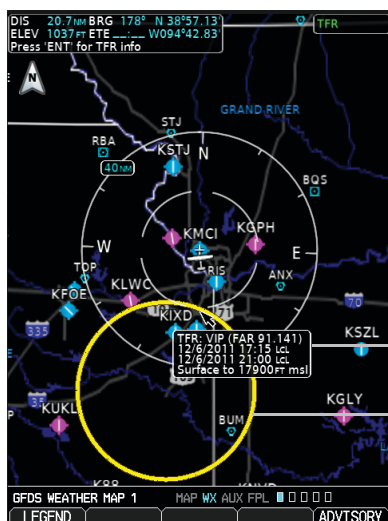 DIS 20.7NM BRG 178° N 38°57.13'
ELEV 1037FT ETE __:__ W094°42.83'
Press 'ENT' for TFR info
TFR
N
GRAND RIVER
STJ
RBA
KSTJ
N
40NM
BQS
KMCI
KGPH
W
E
TOP
RIS
ANX
KLWC
KFOE
70
KIXD
335
KSZL
TFR: VIP (FAR 91.141)
12/6/2011 17:15 LCL
12/6/2011 21:00 LCL
Surface to 17900FT msl
35
KUKL
KGLY
BUM
K88
GFDS WEATHER MAP 1
MAP WX AUX FPL
LEGEND
ADVISORY